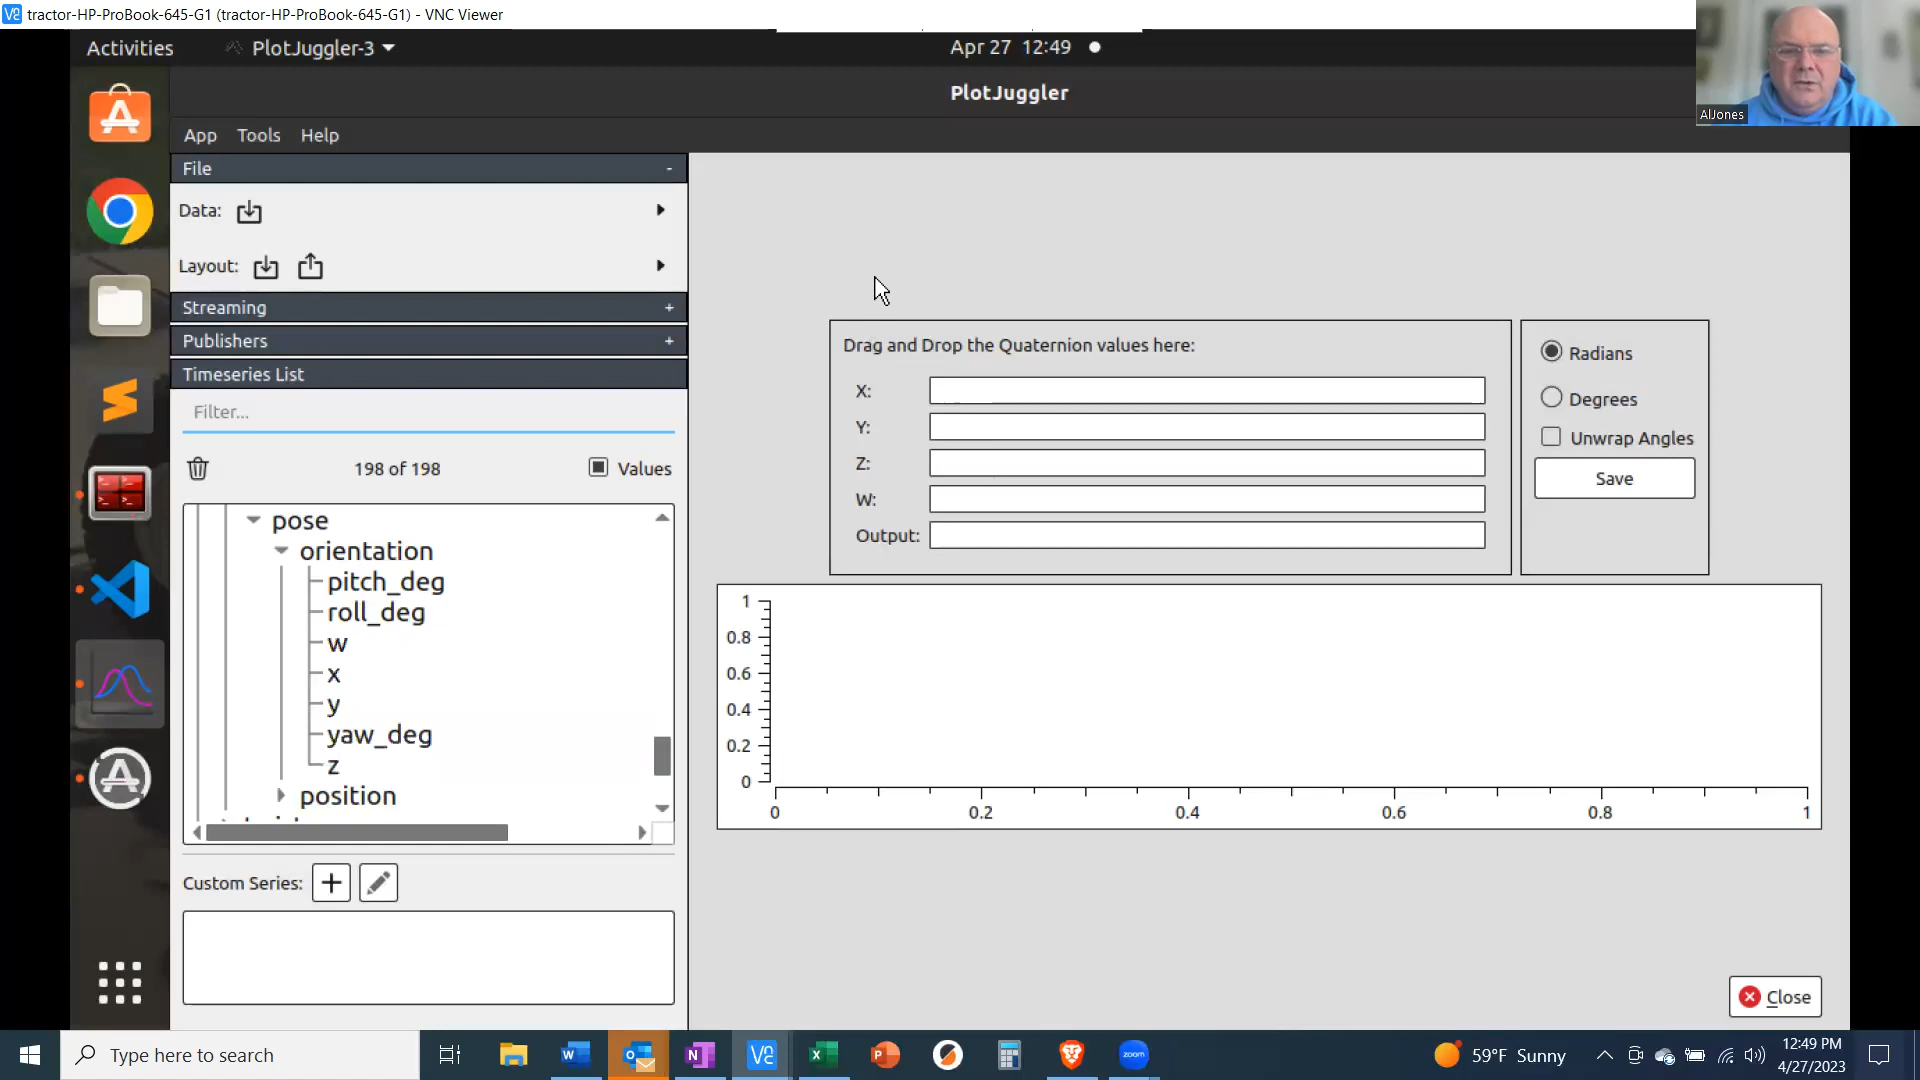 tractor-HP-ProBook-645-G1 (tractor-HP-ProBook-645-G1) - VNC Viewer
Activities
PlotJuggler-3
Apr 27 12:49
PlotJuggler
AlJones
App Tools Help
File
-
Data:
Layout:
Streaming
+
Publishers
+
Timeseries List
Filter...
198 of 198
Values
pose
orientation
pitch_deg
roll_deg
w
x
y
yaw_deg
z
position
Custom Series:
Drag and Drop the Quaternion values here:
X:
Y:
Z:
W:
Output:
Radians
Degrees
Unwrap Angles
Save
1
0.8
0.6
0.4
0.2
0
0 0.2 0.4 0.6 0.8 1
Close
Type here to search
zoom
59°F Sunny
12:49 PM
4/27/2023